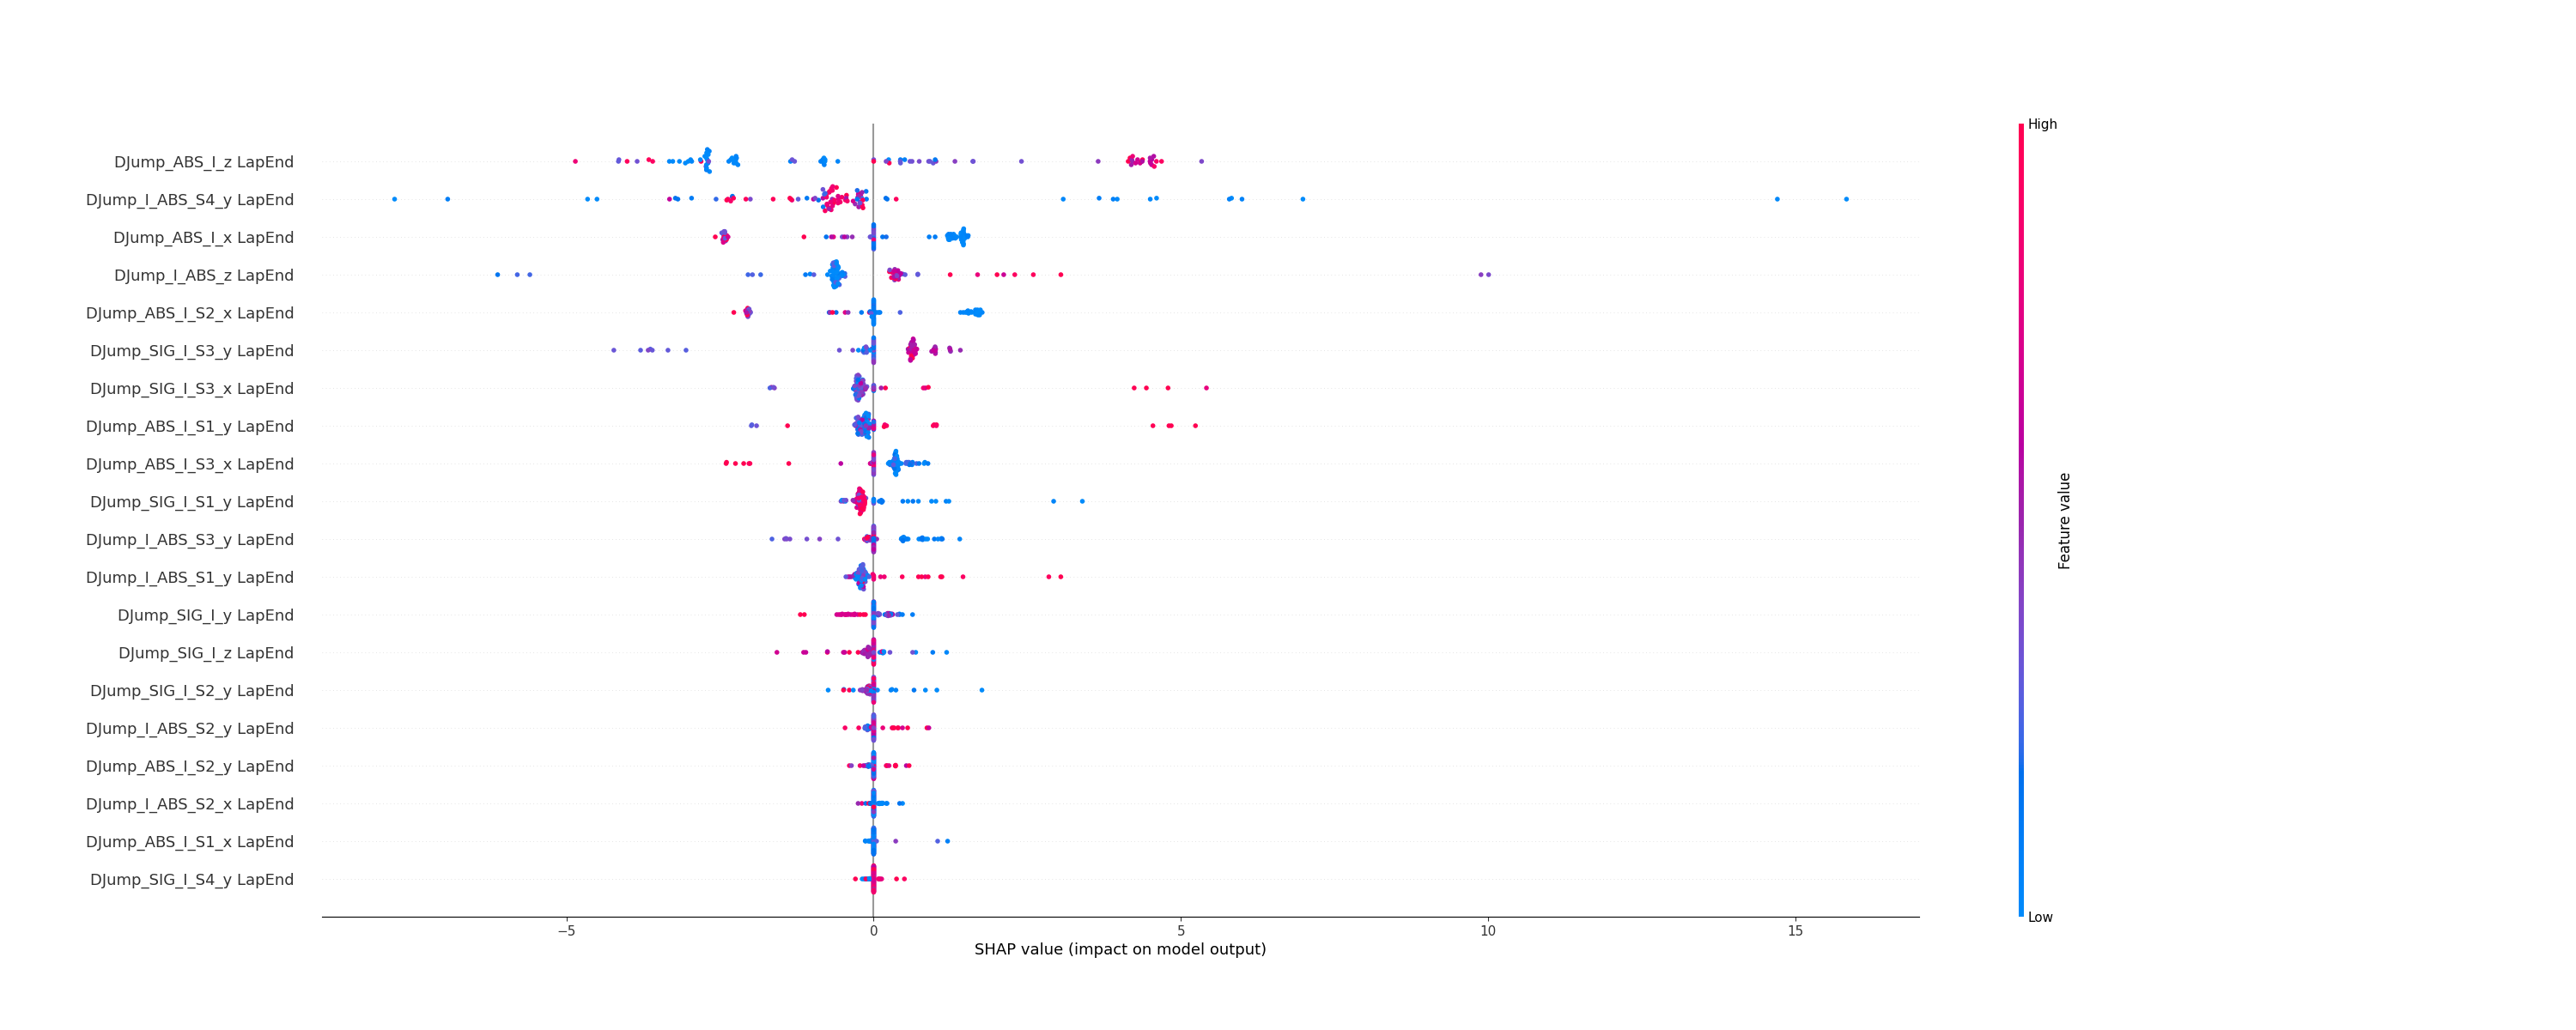 High
DJump_ABS_I_z LapEnd
DJump_I_ABS_S4_y LapEnd
DJump_ABS_I_x LapEnd
DJump_I_ABS_z LapEnd
DJump_ABS_I_S2_x LapEnd
DJump_SIG_I_S3_y LapEnd
DJump_SIG_I_S3_x LapEnd
DJump_ABS_I_S1_y LapEnd
DJump_ABS_I_S3_x LapEnd
DJump_SIG_I_S1_y LapEnd
DJump_I_ABS_S3_y LapEnd
DJump_I_ABS_S1_y LapEnd
DJump_SIG_I_y LapEnd
DJump_SIG_I_z LapEnd
DJump_SIG_I_S2_y LapEnd
DJump_I_ABS_S2_y LapEnd
DJump_ABS_I_S2_y LapEnd
DJump_I_ABS_S2_x LapEnd
DJump_ABS_I_S1_x LapEnd
DJump_SIG_I_S4_y LapEnd
Feature value
Low
−5 0 5 10 15
SHAP value (impact on model output)